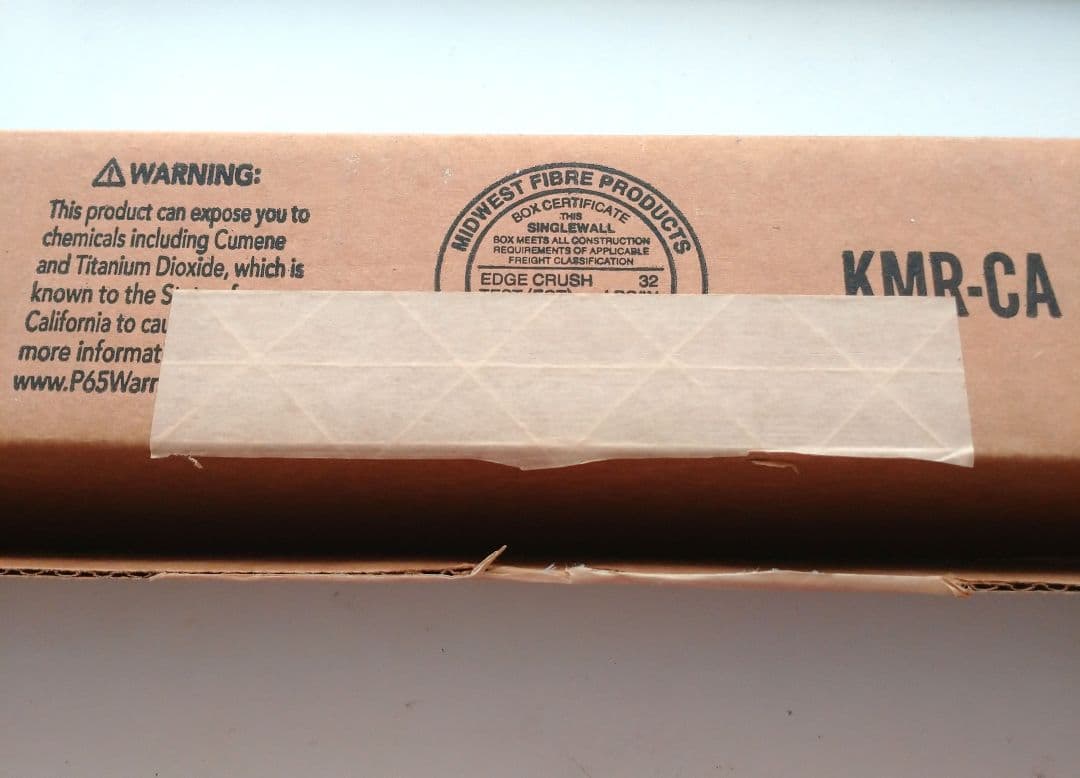 WARNING:
This product can expose you to
chemicals including Cumene
and Titanium Dioxide, which is
known to the
California to
more
www.P65Warr
MIDWEST FIBRE PRODUCTS
BOX CERTIFICATE
THIS
SINGLEWALL
BOX MEETS ALL CONSTRUCTION
REQUIREMENTS OF APPLICABLE
FREIGHT CLASSIFICATION
EDGE CRUSH 32
KMR-CA